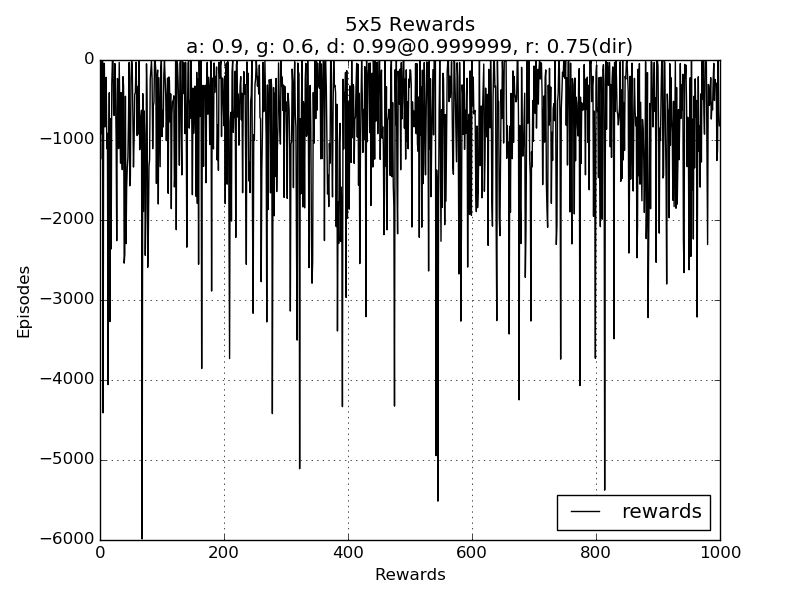 5x5 Rewards
a: 0.9, g: 0.6, d: 0.99@0.999999, r: 0.75(dir)
0
−1000
−2000
−3000
−4000
−5000
−6000
Episodes
rewards
0 200 400 600 800 1000
Rewards